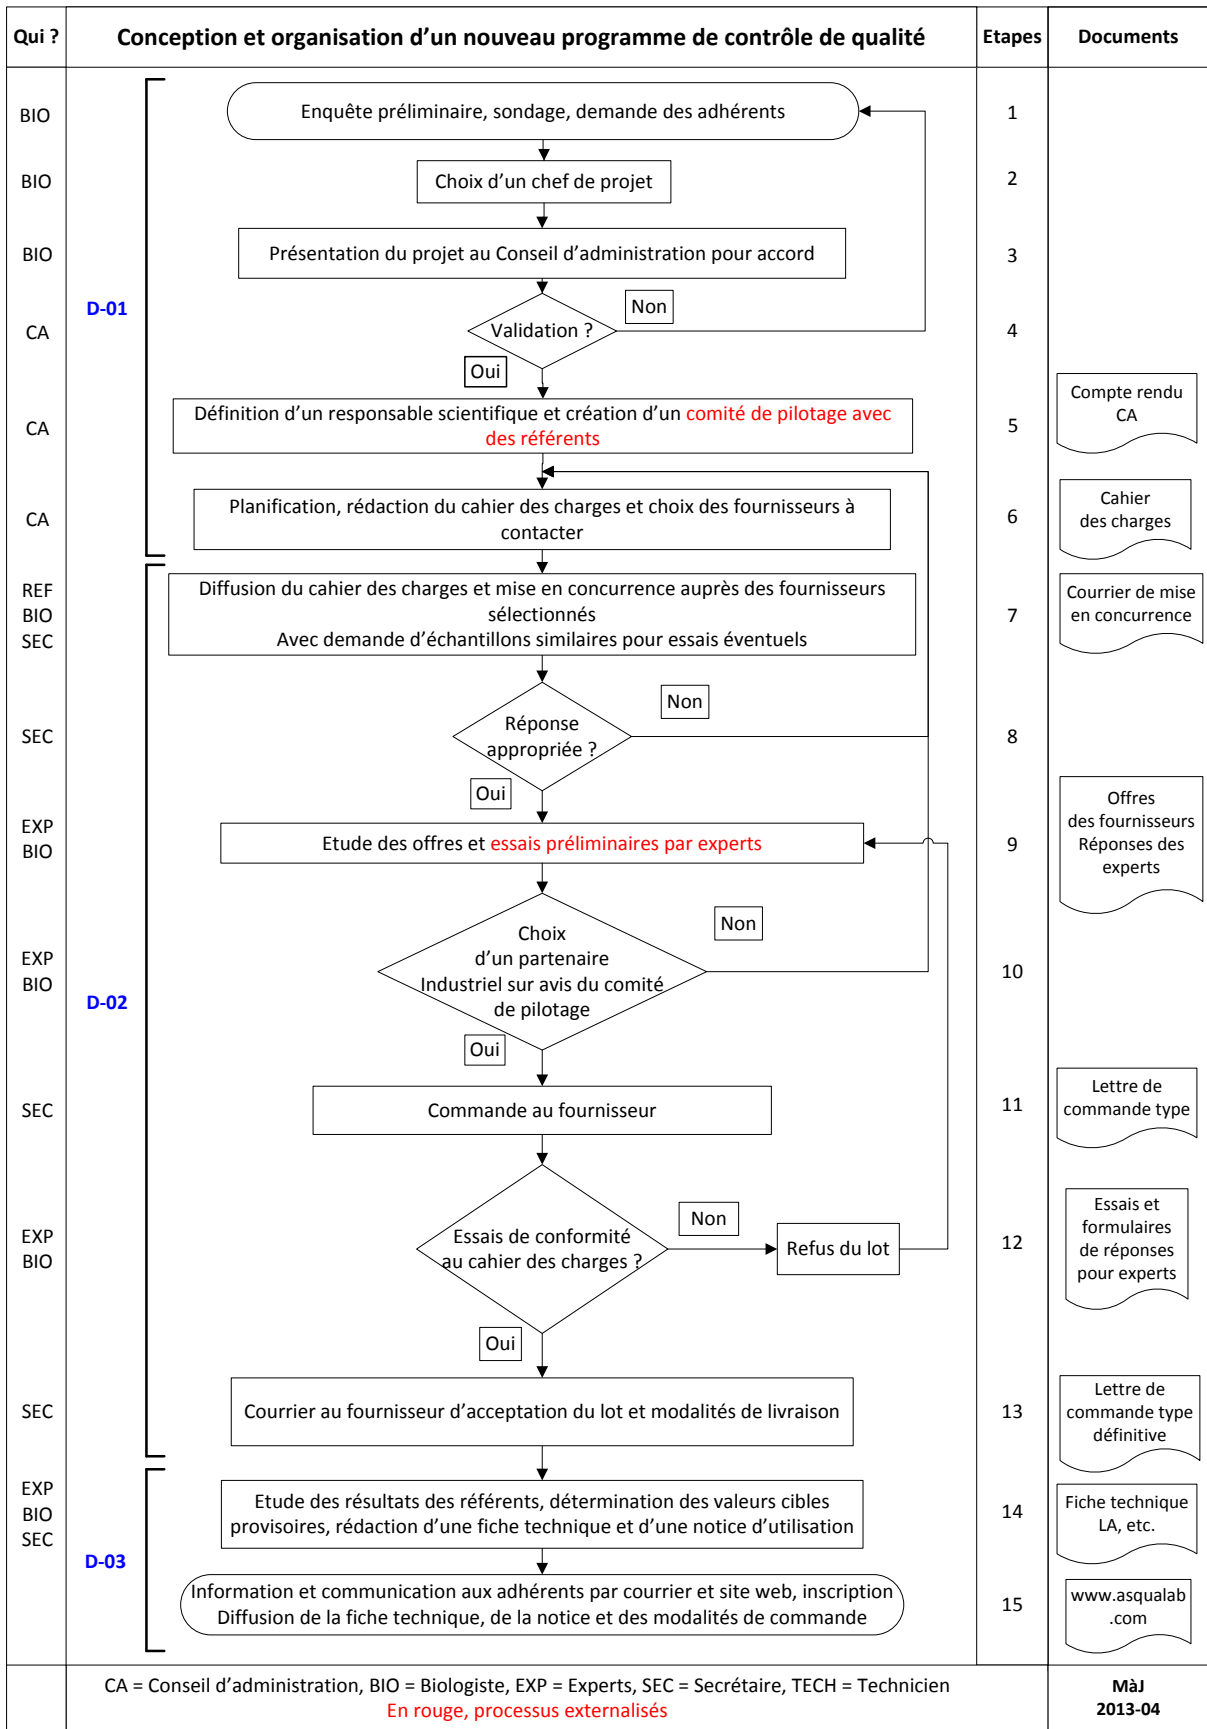 Qui ?
Conception et organisation d’un nouveau programme de contrôle de qualité
Etapes
Documents
BIO
Enquête préliminaire, sondage, demande des adhérents
1
BIO
Choix d’un chef de projet
2
BIO
Présentation du projet au Conseil d’administration pour accord
3
D-01
Non
CA
Validation ?
4
Oui
CA
Définition d’un responsable scientifique et création d’un comité de pilotage avec
des référents
5
Compte rendu
CA
CA
Planification, rédaction du cahier des charges et choix des fournisseurs à
contacter
6
Cahier
des charges
REF
BIO
SEC
Diffusion du cahier des charges et mise en concurrence auprès des fournisseurs
sélectionnés
Avec demande d’échantillons similaires pour essais éventuels
7
Courrier de mise
en concurrence
Non
SEC
Réponse
appropriée ?
8
Oui
EXP
BIO
Etude des offres et essais préliminaires par experts
9
Offres
des fournisseurs
Réponses des
experts
Non
EXP
BIO
Choix
d’un partenaire
Industriel sur avis du comité
de pilotage
10
D-02
Oui
SEC
Commande au fournisseur
11
Lettre de
commande type
Non
EXP
BIO
Essais de conformité
au cahier des charges ?
Refus du lot
12
Essais et
formulaires
de réponses
pour experts
Oui
SEC
Courrier au fournisseur d’acceptation du lot et modalités de livraison
13
Lettre de
commande type
définitive
EXP
BIO
SEC
Etude des résultats des référents, détermination des valeurs cibles
provisoires, rédaction d’une fiche technique et d’une notice d’utilisation
14
Fiche technique
LA, etc.
D-03
Information et communication aux adhérents par courrier et site web, inscription
Diffusion de la fiche technique, de la notice et des modalités de commande
15
www.asqualab
.com
CA = Conseil d’administration, BIO = Biologiste, EXP = Experts, SEC = Secrétaire, TECH = Technicien
En rouge, processus externalisés
MàJ
2013-04